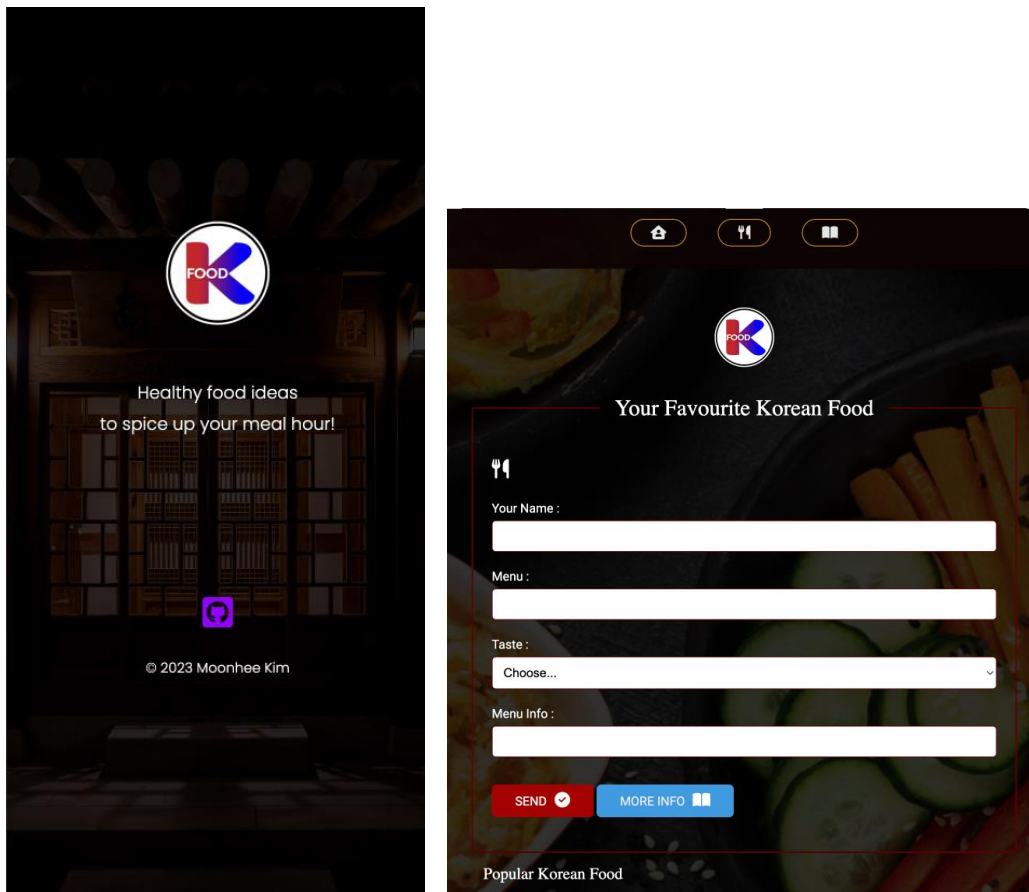 FOOD K
Healthy food ideas
to spice up your meal hour!
© 2023 Moonhee Kim
FOOD K
Your Favourite Korean Food
Your Name :
Menu :
Taste :
Choose...
Menu Info :
SEND
MORE INFO
Popular Korean Food